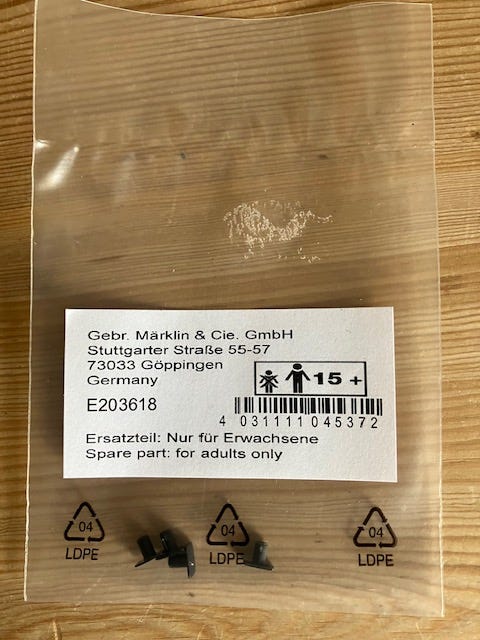 Gebr. Märklin & Cie. GmbH
Stuttgarter Straße 55-57
73033 Göppingen
Germany
15 +
E203618
4 031111 045372
Ersatzteil: Nur für Erwachsene
Spare part: for adults only
04 04 04
LDPE LDPE LDPE